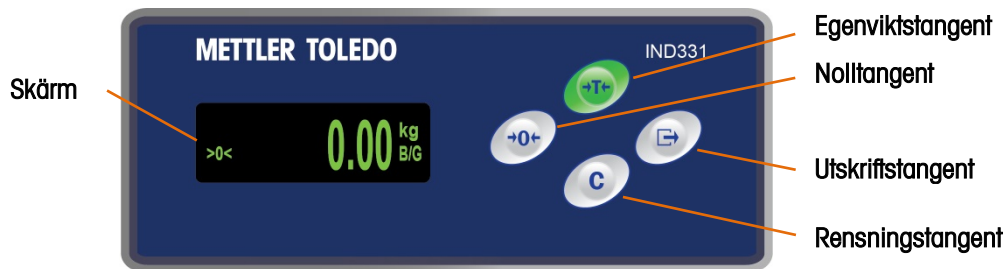 METTLER TOLEDO
IND331
Egenviktstangent
Nolltangent
Skärm
→T←
>0<
0.00 kg
B/G
→0←
Utskriftstangent
C
Rensningstangent